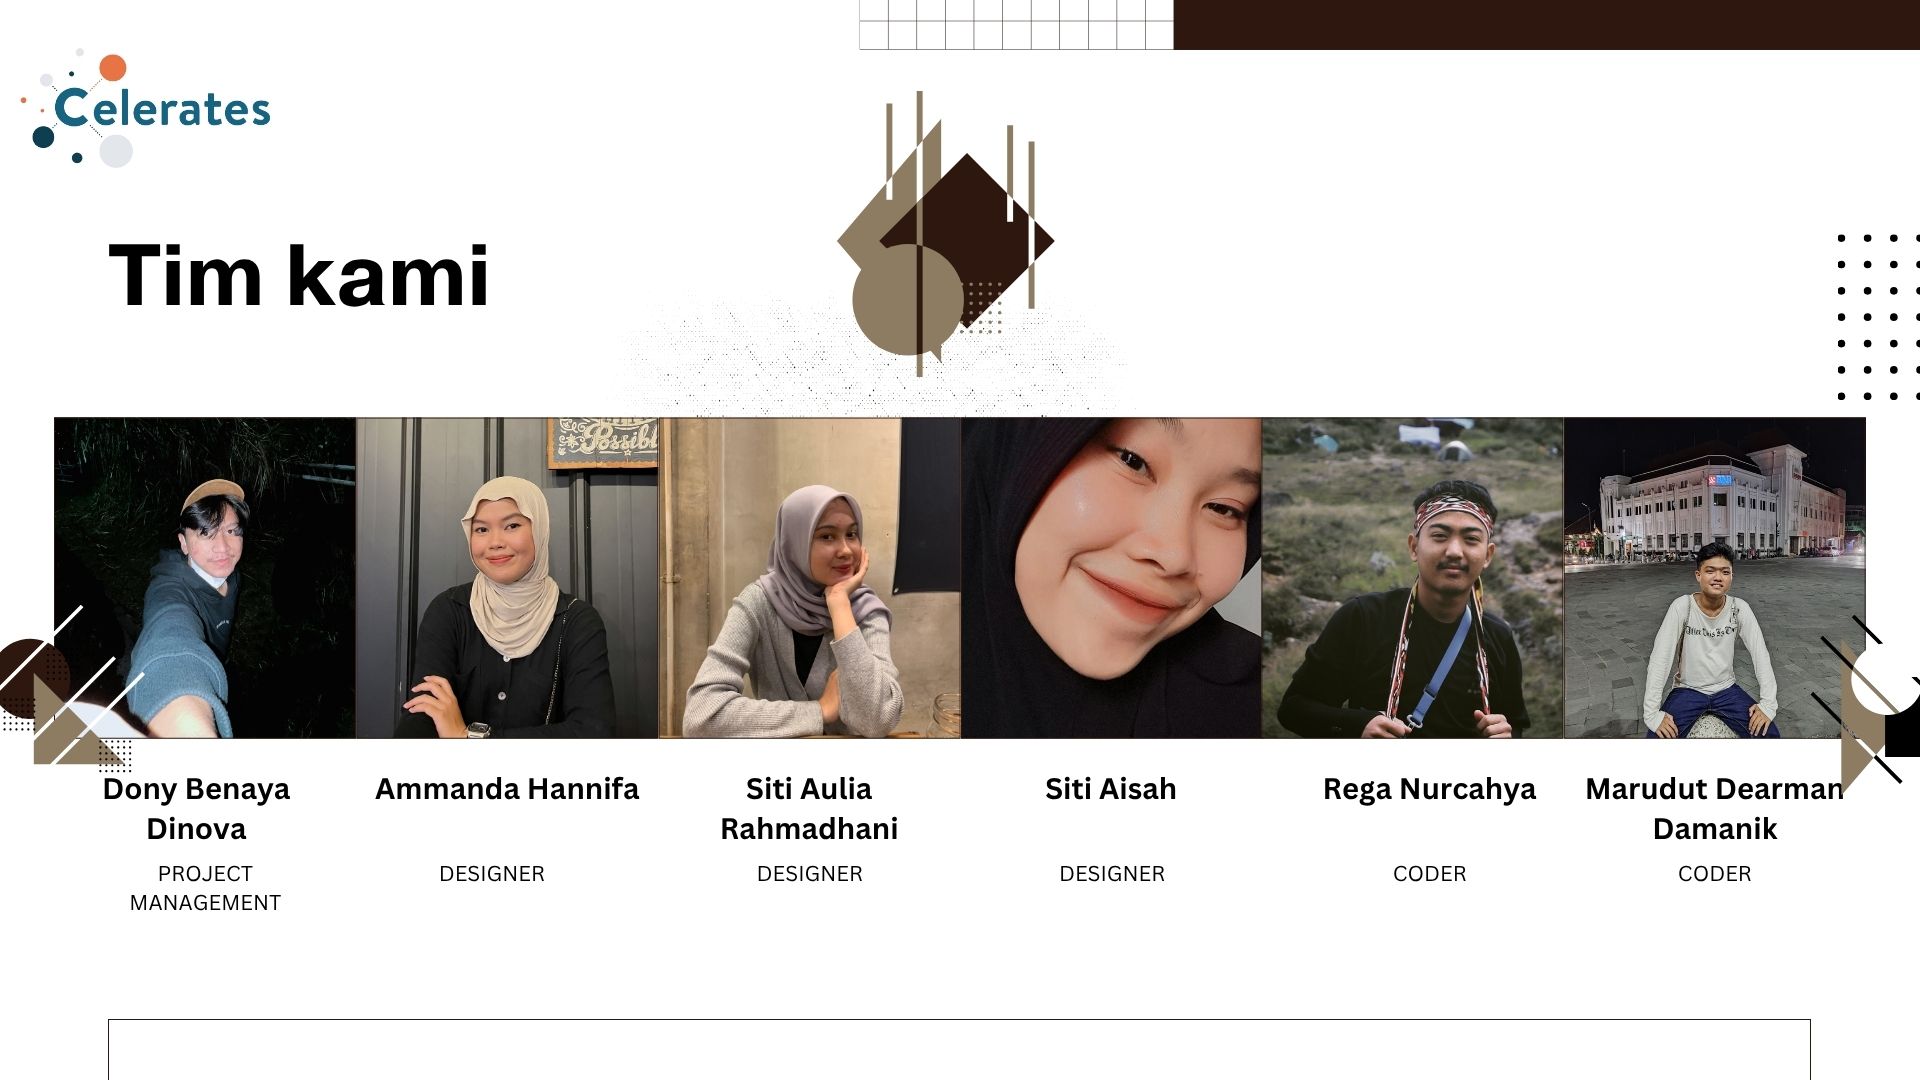 Celerates
Tim kami
Possibl
Dony Benaya
Dinova
PROJECT
MANAGEMENT
Ammanda Hannifa
DESIGNER
Siti Aulia
Rahmadhani
DESIGNER
Siti Aisah
DESIGNER
Rega Nurcahya
CODER
Marudut Dearman
Damanik
CODER